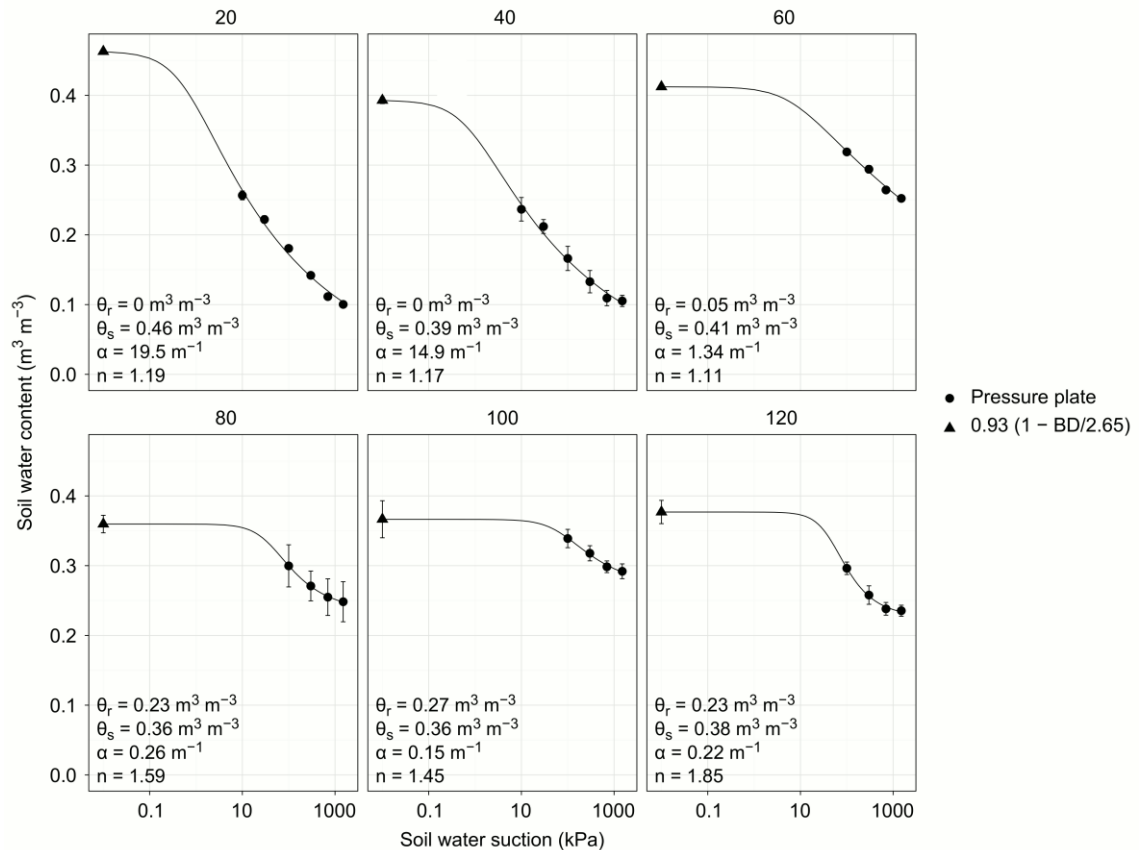 20
40
60
0.4
0.3
0.2
0.1
0.0
θr = 0 m³ m⁻³
θs = 0.46 m³ m⁻³
α = 19.5 m⁻¹
n = 1.19
θr = 0 m³ m⁻³
θs = 0.39 m³ m⁻³
α = 14.9 m⁻¹
n = 1.17
θr = 0.05 m³ m⁻³
θs = 0.41 m³ m⁻³
α = 1.34 m⁻¹
n = 1.11
Soil water content (m³ m⁻³)
Pressure plate
0.93 (1 − BD/2.65)
80
100
120
0.4
0.3
0.2
0.1
0.0
θr = 0.23 m³ m⁻³
θs = 0.36 m³ m⁻³
α = 0.26 m⁻¹
n = 1.59
θr = 0.27 m³ m⁻³
θs = 0.36 m³ m⁻³
α = 0.15 m⁻¹
n = 1.45
θr = 0.23 m³ m⁻³
θs = 0.38 m³ m⁻³
α = 0.22 m⁻¹
n = 1.85
0.1 10 1000
0.1 10 1000
0.1 10 1000
Soil water suction (kPa)